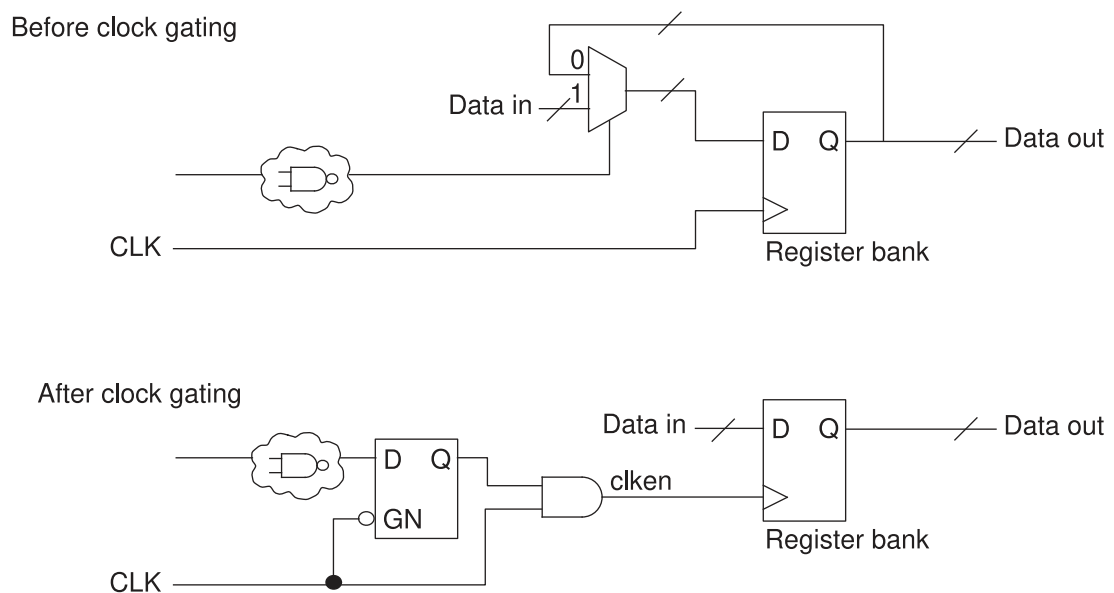 Before clock gating
0
1
Data in
D Q
Data out
CLK
Register bank
After clock gating
Data in
D Q
Data out
D Q
clken
GN
Register bank
CLK